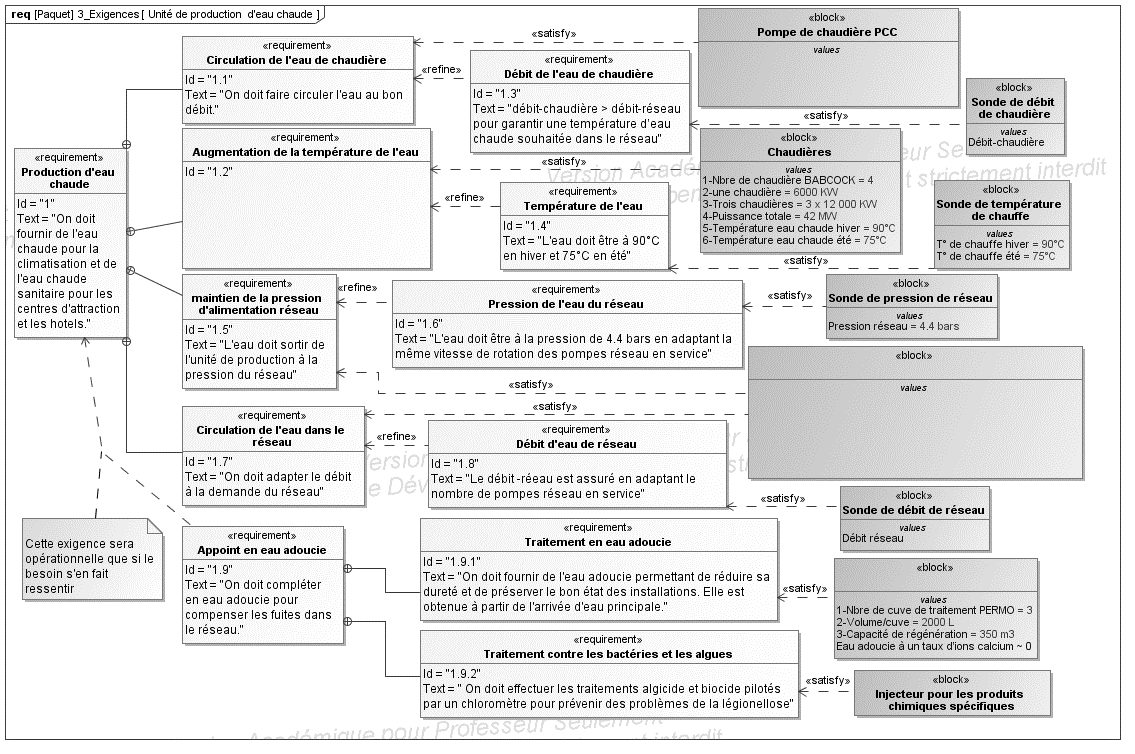 req [Paquet] 3_Exigences [ Unité de production d'eau chaude ]
«requirement»
Production d'eau
chaude
Id = "1"
Text = "On doit
fournir de l'eau
chaude pour la
climatisation et de
l'eau chaude
sanitaire pour les
centres d'attraction
et les hotels."
Cette exigence sera
opérationnelle que si le
besoin s'en fait
ressentir
«requirement»
Circulation de l'eau de chaudière
Id = "1.1"
Text = "On doit faire circuler l'eau au bon
débit."
«satisfy»
«refine»
«block»
Pompe de chaudière PCC
values
«requirement»
Débit de l'eau de chaudière
Id = "1.3"
Text = "débit-chaudière > débit-réseau
pour garantir une température d'eau
chaude souhaitée dans le réseau"
«satisfy»
«block»
Sonde de débit
de chaudière
values
Débit-chaudière
«requirement»
Augmentation de la température de l'eau
Id = "1.2"
«satisfy»
«refine»
«block»
Chaudières
values
1-Nbre de chaudière BABCOCK = 4
2-une chaudière = 6000 KW
3-Trois chaudières = 3 x 12 000 KW
4-Puissance totale = 42 MW
5-Température eau chaude hiver = 90°C
6-Température eau chaude été = 75°C
«requirement»
Température de l'eau
Id = "1.4"
Text = "L'eau doit être à 90°C
en hiver et 75°C en été"
«satisfy»
«block»
Sonde de température
de chauffe
values
T° de chauffe hiver = 90°C
T° de chauffe été = 75°C
«requirement»
maintien de la pression
d'alimentation réseau
Id = "1.5"
Text = "L'eau doit sortir de
l'unité de production à la
pression du réseau"
«refine»
«requirement»
Pression de l'eau du réseau
Id = "1.6"
Text = "L'eau doit être à la pression de 4.4 bars en adaptant la
même vitesse de rotation des pompes réseau en service"
«satisfy»
«block»
Sonde de pression de réseau
values
Pression réseau = 4.4 bars
«satisfy»
«satisfy»
«block»
values
«requirement»
Circulation de l'eau dans le
réseau
Id = "1.7"
Text = "On doit adapter le débit
à la demande du réseau"
«refine»
«requirement»
Débit d'eau de réseau
Id = "1.8"
Text = "Le débit -réeau est assuré en adaptant le
nombre de pompes réseau en service"
«satisfy»
«block»
Sonde de débit de réseau
values
Débit réseau
«requirement»
Appoint en eau adoucie
Id = "1.9"
Text = "On doit compléter
en eau adoucie pour
compenser les fuites dans
le réseau."
«requirement»
Traitement en eau adoucie
Id = "1.9.1"
Text = "On doit fournir de l'eau adoucie permettant de réduire sa
dureté et de préserver le bon état des installations. Elle est
obtenue à partir de l'arrivée d'eau principale."
«satisfy»
«block»
values
1-Nbre de cuve de traitement PERMO = 3
2-Volume/cuve = 2000 L
3-Capacité de régénération = 350 m3
Eau adoucie à un taux d'ions calcium ~ 0
«requirement»
Traitement contre les bactéries et les algues
Id = "1.9.2"
Text = " On doit effectuer les traitements algicide et biocide pilotés
par un chloromètre pour prévenir des problèmes de la légionellose"
«satisfy»
«block»
Injecteur pour les produits
chimiques spécifiques